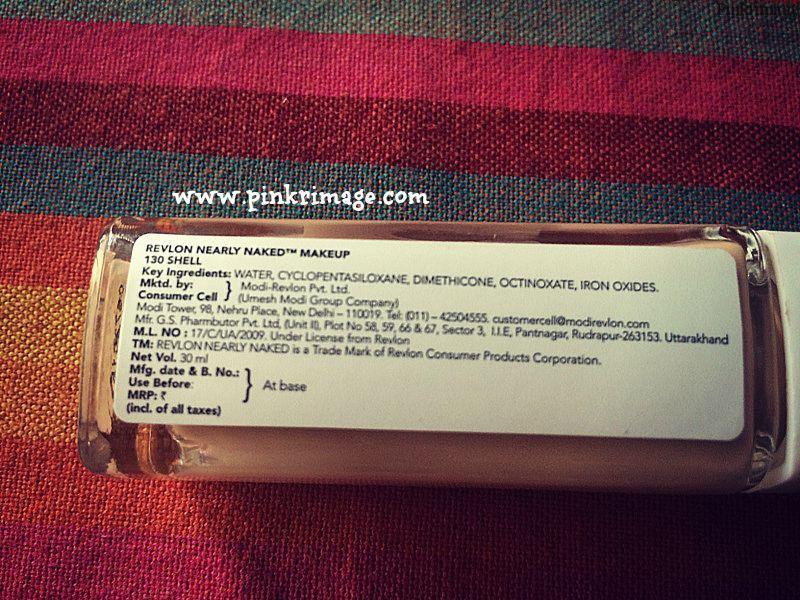 Pinkrimage
www.pinkrimage.com
REVLON NEARLY NAKED™ MAKEUP
130 SHELL
Key Ingredients: WATER, CYCLOPENTASILOXANE, DIMETHICONE, OCTINOXATE, IRON OXIDES.
Mktd. by: } Modi-Revlon Pvt. Ltd.
Consumer Cell } (Umesh Modi Group Company)
Modi Tower, 98, Nehru Place, New Delhi – 110019. Tel: (011) – 42504555. customercell@modirevlon.com
Mfr. G.S. Pharmbutor Pvt. Ltd, (Unit II), Plot No 58, 59, 66 & 67, Sector 3, I.I.E, Pantnagar, Rudrapur-263153. Uttarakhand
M.L. NO : 17/C/UA/2009. Under License from Revlon
TM: REVLON NEARLY NAKED is a Trade Mark of Revlon Consumer Products Corporation.
Net Vol. 30 ml
Mfg. date & B. No.:
Use Before: } At base
MRP: ₹
(incl. of all taxes)